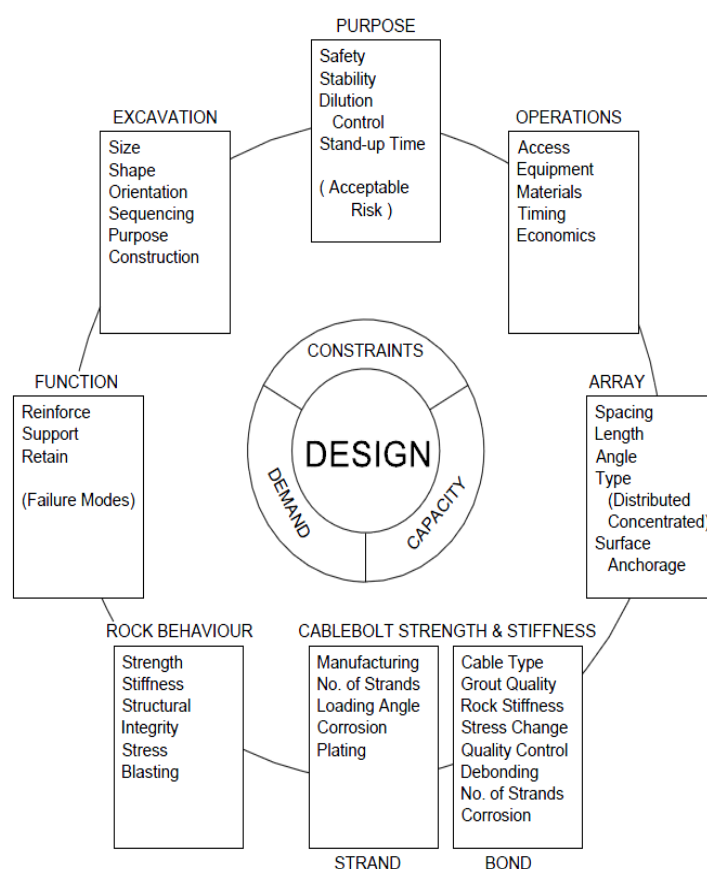 PURPOSE
Safety
Stability
Dilution
Control
Stand-up Time
( Acceptable
Risk )
EXCAVATION
Size
Shape
Orientation
Sequencing
Purpose
Construction
OPERATIONS
Access
Equipment
Materials
Timing
Economics
CONSTRAINTS
DESIGN
DEMAND
CAPACITY
FUNCTION
Reinforce
Support
Retain
(Failure Modes)
ARRAY
Spacing
Length
Angle
Type
(Distributed
Concentrated)
Surface
Anchorage
ROCK BEHAVIOUR
Strength
Stiffness
Structural
Integrity
Stress
Blasting
CABLEBOLT STRENGTH & STIFFNESS
Manufacturing
No. of Strands
Loading Angle
Corrosion
Plating
STRAND
Cable Type
Grout Quality
Rock Stiffness
Stress Change
Quality Control
Debonding
No. of Strands
Corrosion
BOND